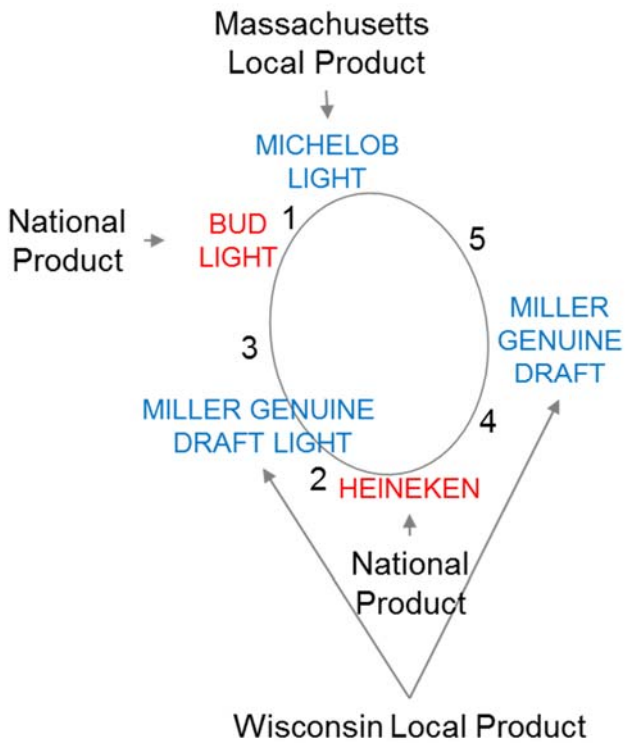 Massachusetts
Local Product
MICHELOB
LIGHT
National
Product
BUD
LIGHT
1
5
3
MILLER
GENUINE
DRAFT
MILLER GENUINE
DRAFT LIGHT
4
2
HEINEKEN
National
Product
Wisconsin Local Product